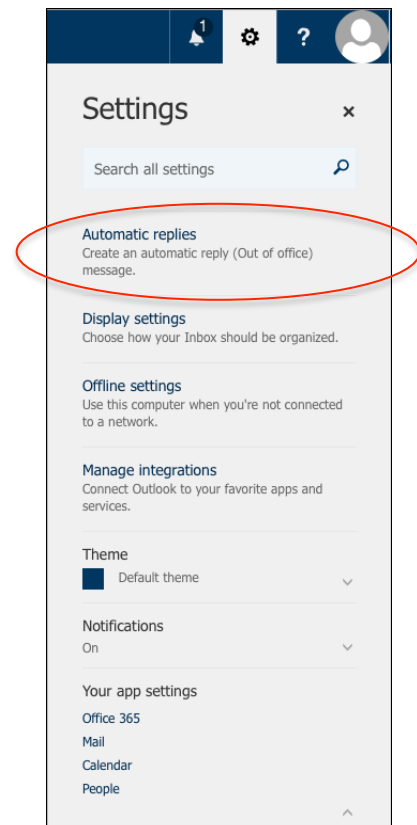 1
?
Settings
×
Search all settings
Automatic replies
Create an automatic reply (Out of office)
message.
Display settings
Choose how your Inbox should be organized.
Offline settings
Use this computer when you're not connected
to a network.
Manage integrations
Connect Outlook to your favorite apps and
services.
Theme
Default theme
Notifications
On
Your app settings
Office 365
Mail
Calendar
People